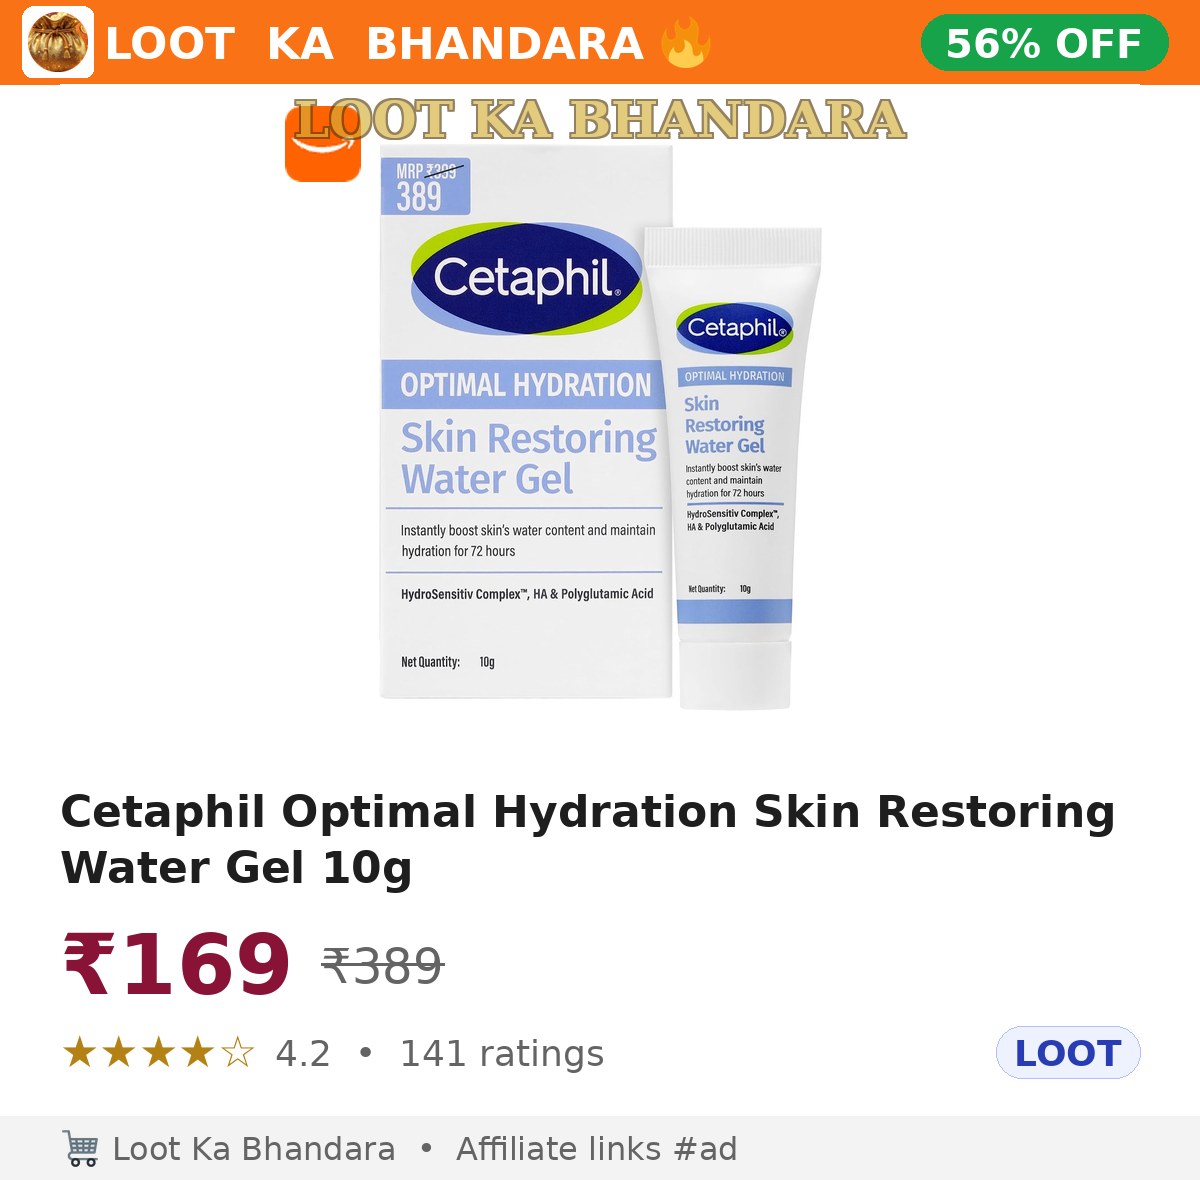 LOOT KA BHANDARA 🔥
56% OFF
LOOT KA BHANDARA
MRP ₹399
389
Cetaphil®
OPTIMAL HYDRATION
Skin Restoring
Water Gel
Instantly boost skin's water content and maintain
hydration for 72 hours
HydroSensitiv Complex™, HA & Polyglutamic Acid
Net Quantity: 10g
Cetaphil®
OPTIMAL HYDRATION
Skin
Restoring
Water Gel
Instantly boost skin's water
content and maintain
hydration for 72 hours
HydroSensitiv Complex™,
HA & Polyglutamic Acid
Net Quantity: 10g
Cetaphil Optimal Hydration Skin Restoring
Water Gel 10g
₹169 ₹389
★★★★☆ 4.2 • 141 ratings
LOOT
🛒 Loot Ka Bhandara • Affiliate links #ad